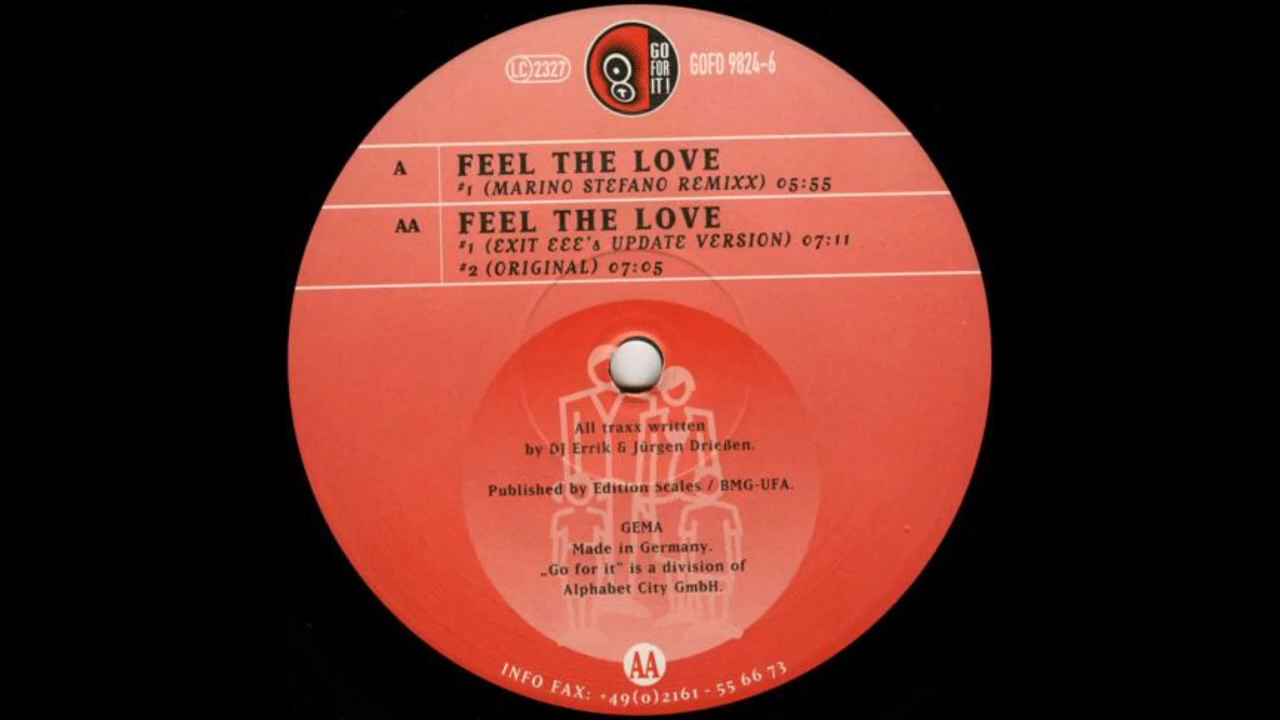 LC 2327
GO
FOR
IT!
GOFO 9824-6
A
FEEL THE LOVE
#1 (MARINO STEFANO REMIXX) 05:55
AA
FEEL THE LOVE
#1 (EXIT EEE's UPDATE VERSION) 07:11
#2 (ORIGINAL) 07:05
All traxx written
by DJ Errik & Jürgen Drießen.
Published by Edition Scales / BMG-UFA.
GEMA
Made in Germany.
„Go for it" is a division of
Alphabet City GmbH.
AA
INFO FAX: +49(0)2161 - 55 66 73